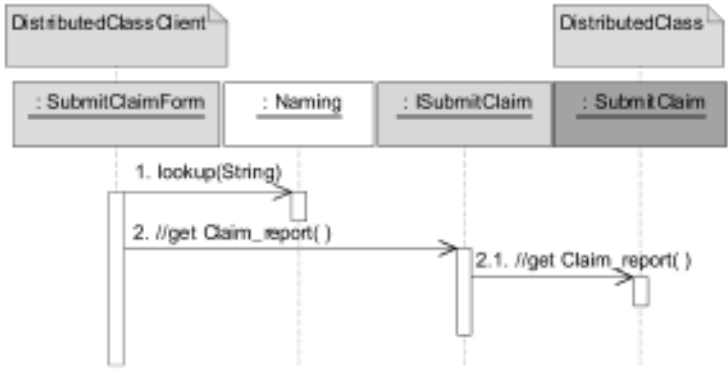 DistributedClassClient
DistributedClass
: SubmitClaimForm
: Naming
: ISubmitClaim
: SubmitClaim
1. lookup(String)
2. //get Claim_report( )
2.1. //get Claim_report( )